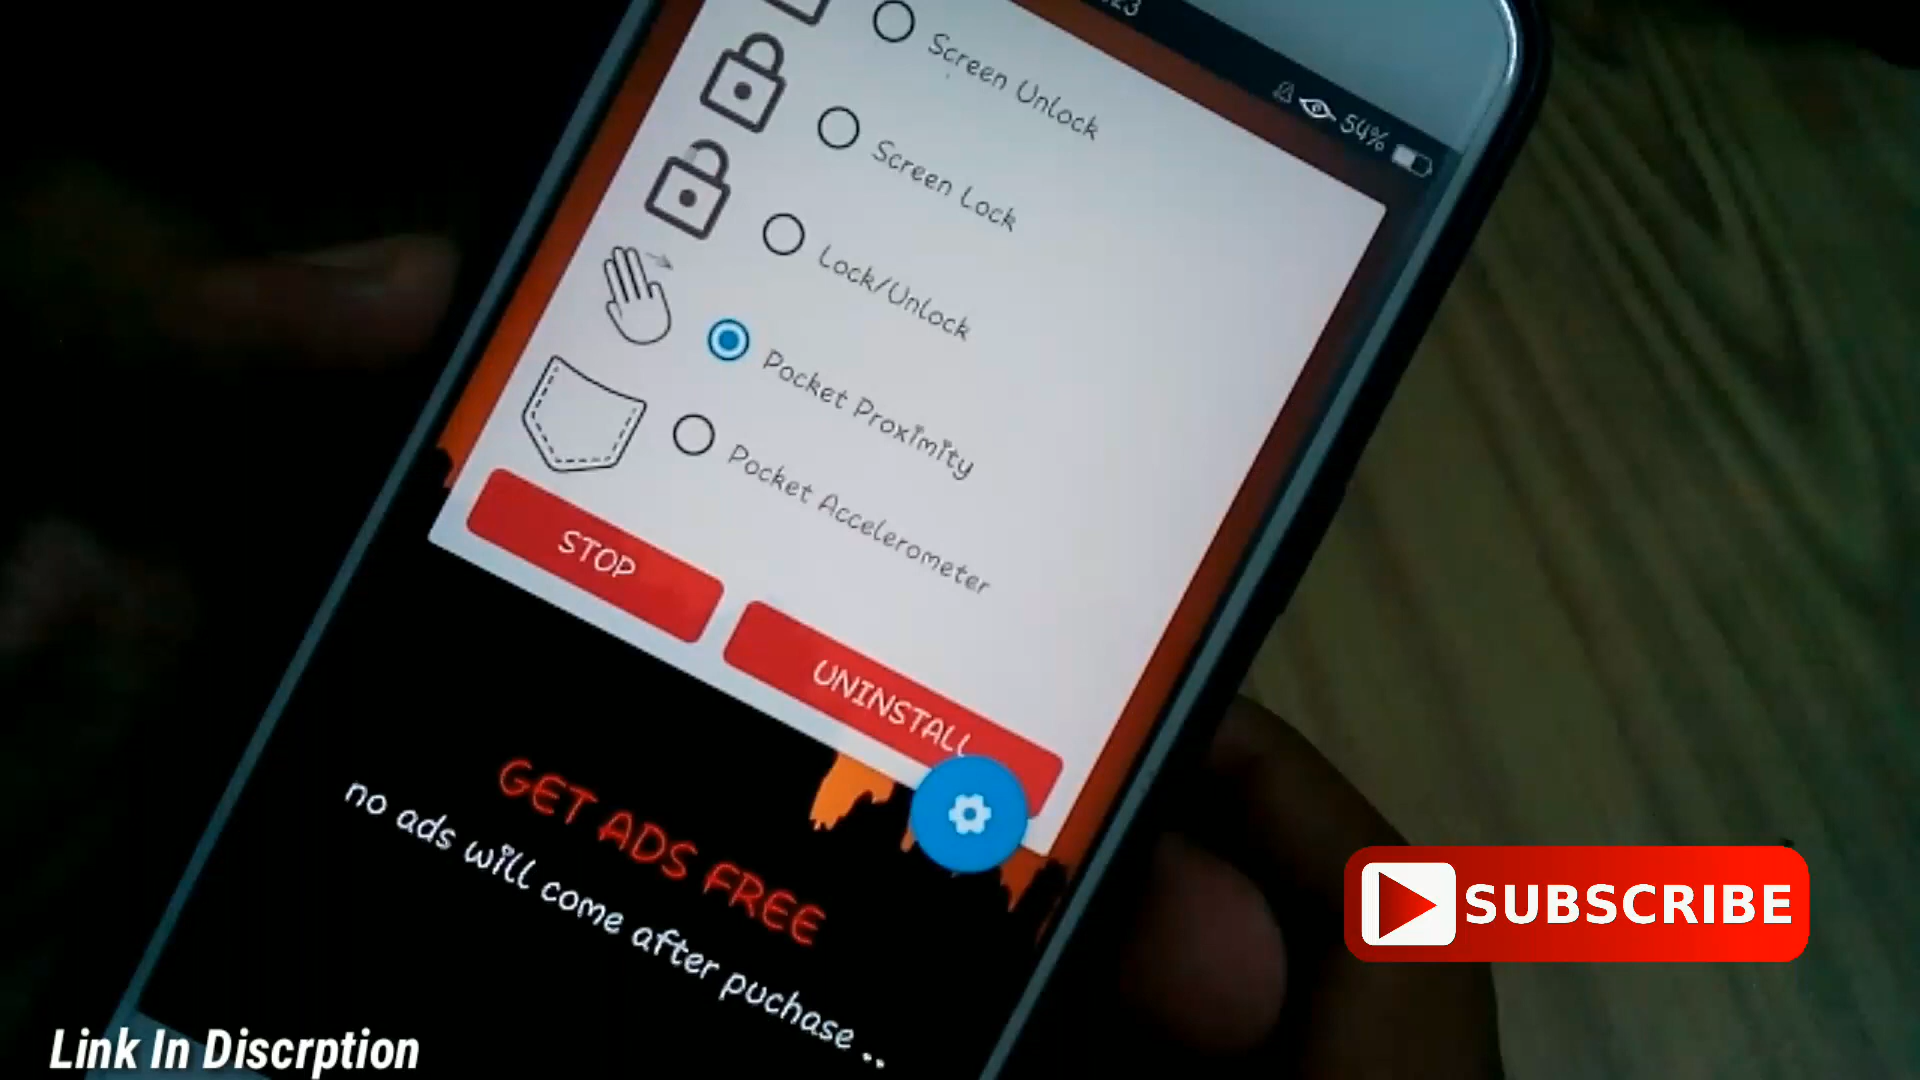 54%
Screen Unlock
Screen Lock
Lock/Unlock
Pocket Proximity
Pocket Accelerometer
STOP
UNINSTALL
GET ADS FREE
no ads will come after puchase ..
SUBSCRIBE
Link In Discrption